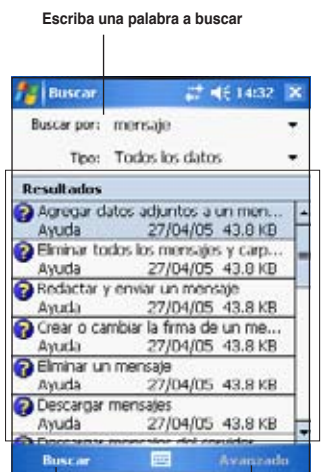 Escriba una palabra a buscar
Buscar 14:32
Buscar por: mensaje
Tipo: Todos los datos
Resultados
Agregar datos adjuntos a un men...
Ayuda 27/04/05 43.8 KB
Eliminar todos los mensajes y carp...
Ayuda 27/04/05 43.8 KB
Redactar y enviar un mensaje
Ayuda 27/04/05 43.8 KB
Crear o cambiar la firma de un me...
Ayuda 27/04/05 43.8 KB
Eliminar un mensaje
Ayuda 27/04/05 43.8 KB
Descargar mensajes
Ayuda 27/04/05 43.8 KB
Descargar mensajes del servidor
Buscar Avanzado